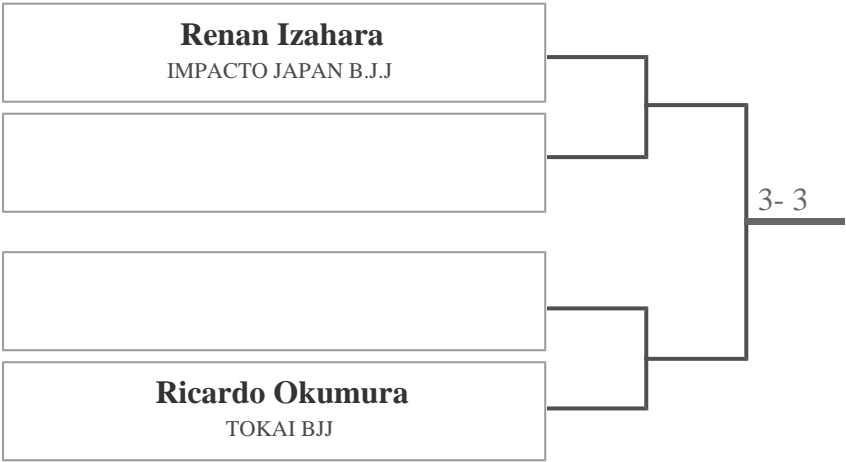 Renan Izahara
IMPACTO JAPAN B.J.J
3- 3
Ricardo Okumura
TOKAI BJJ